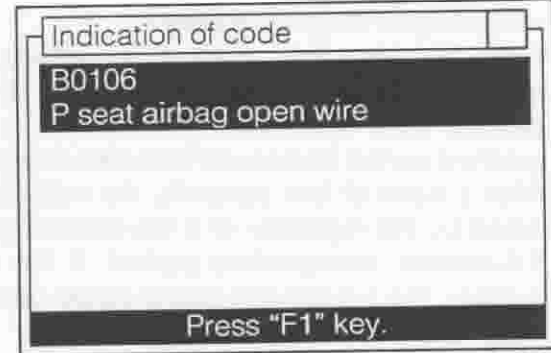 Indication of code
B0106
P seat airbag open wire
Press “F1” key.